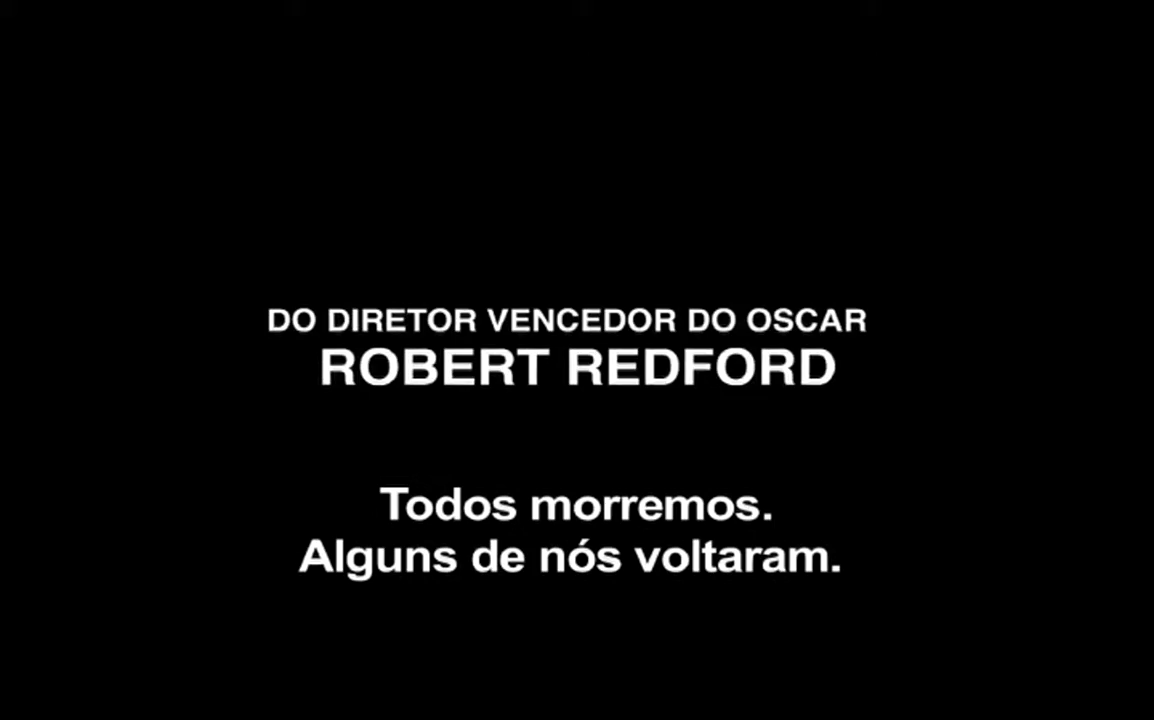 DO DIRETOR VENCEDOR DO OSCAR
ROBERT REDFORD
Todos morremos.
Alguns de nós voltaram.